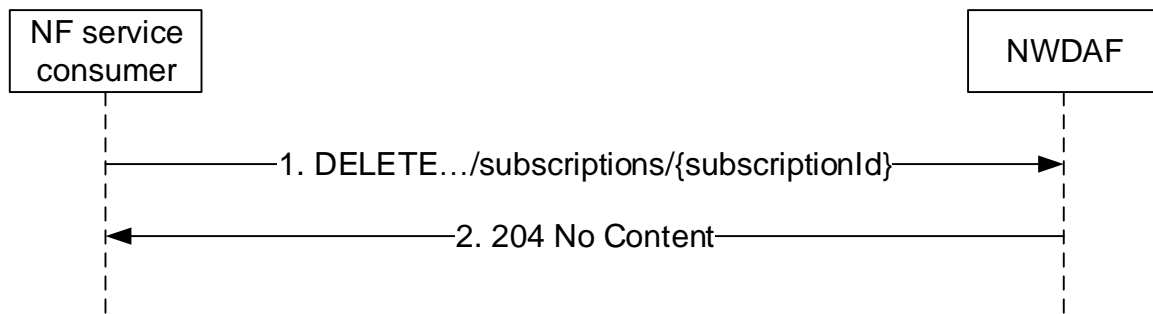 NF service
consumer
NWDAF
1. DELETE…/subscriptions/{subscriptionId}
2. 204 No Content